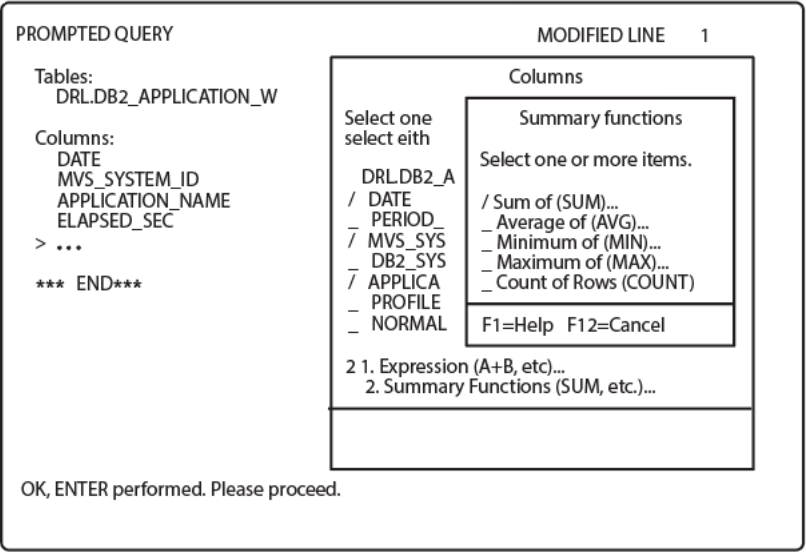 PROMPTED QUERY MODIFIED LINE 1
Tables:
DRL.DB2_APPLICATION_W
Columns:
DATE
MVS_SYSTEM_ID
APPLICATION_NAME
ELAPSED_SEC
> ...
*** END***
Columns
Select one
select eith
DRL.DB2_A
/ DATE
_ PERIOD_
/ MVS_SYS
_ DB2_SYS
/ APPLICA
_ PROFILE
_ NORMAL
Summary functions
Select one or more items.
/ Sum of (SUM)...
_ Average of (AVG)...
_ Minimum of (MIN)...
_ Maximum of (MAX)...
_ Count of Rows (COUNT)
F1=Help F12=Cancel
2 1. Expression (A+B, etc)...
2. Summary Functions (SUM, etc.)...
OK, ENTER performed. Please proceed.